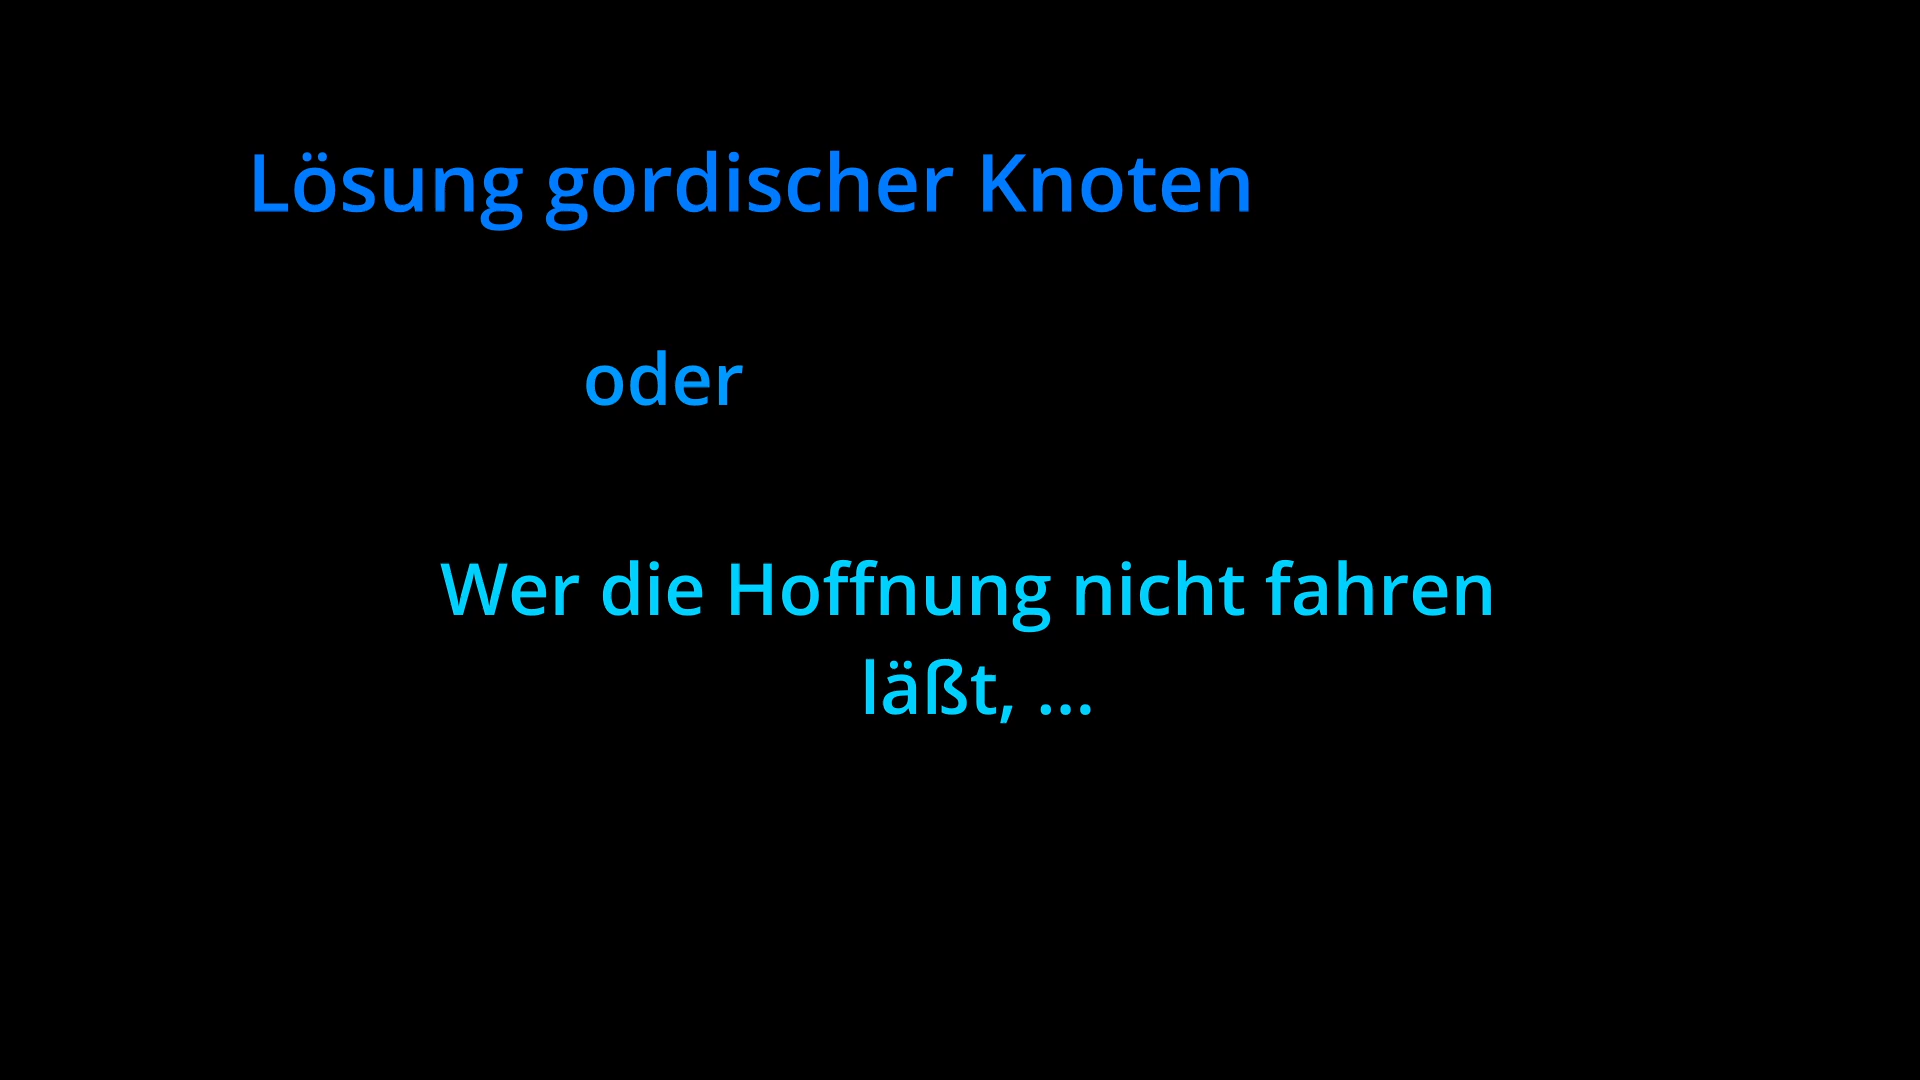 Lösung gordischer Knoten
oder
Wer die Hoffnung nicht fahren
läßt, ...